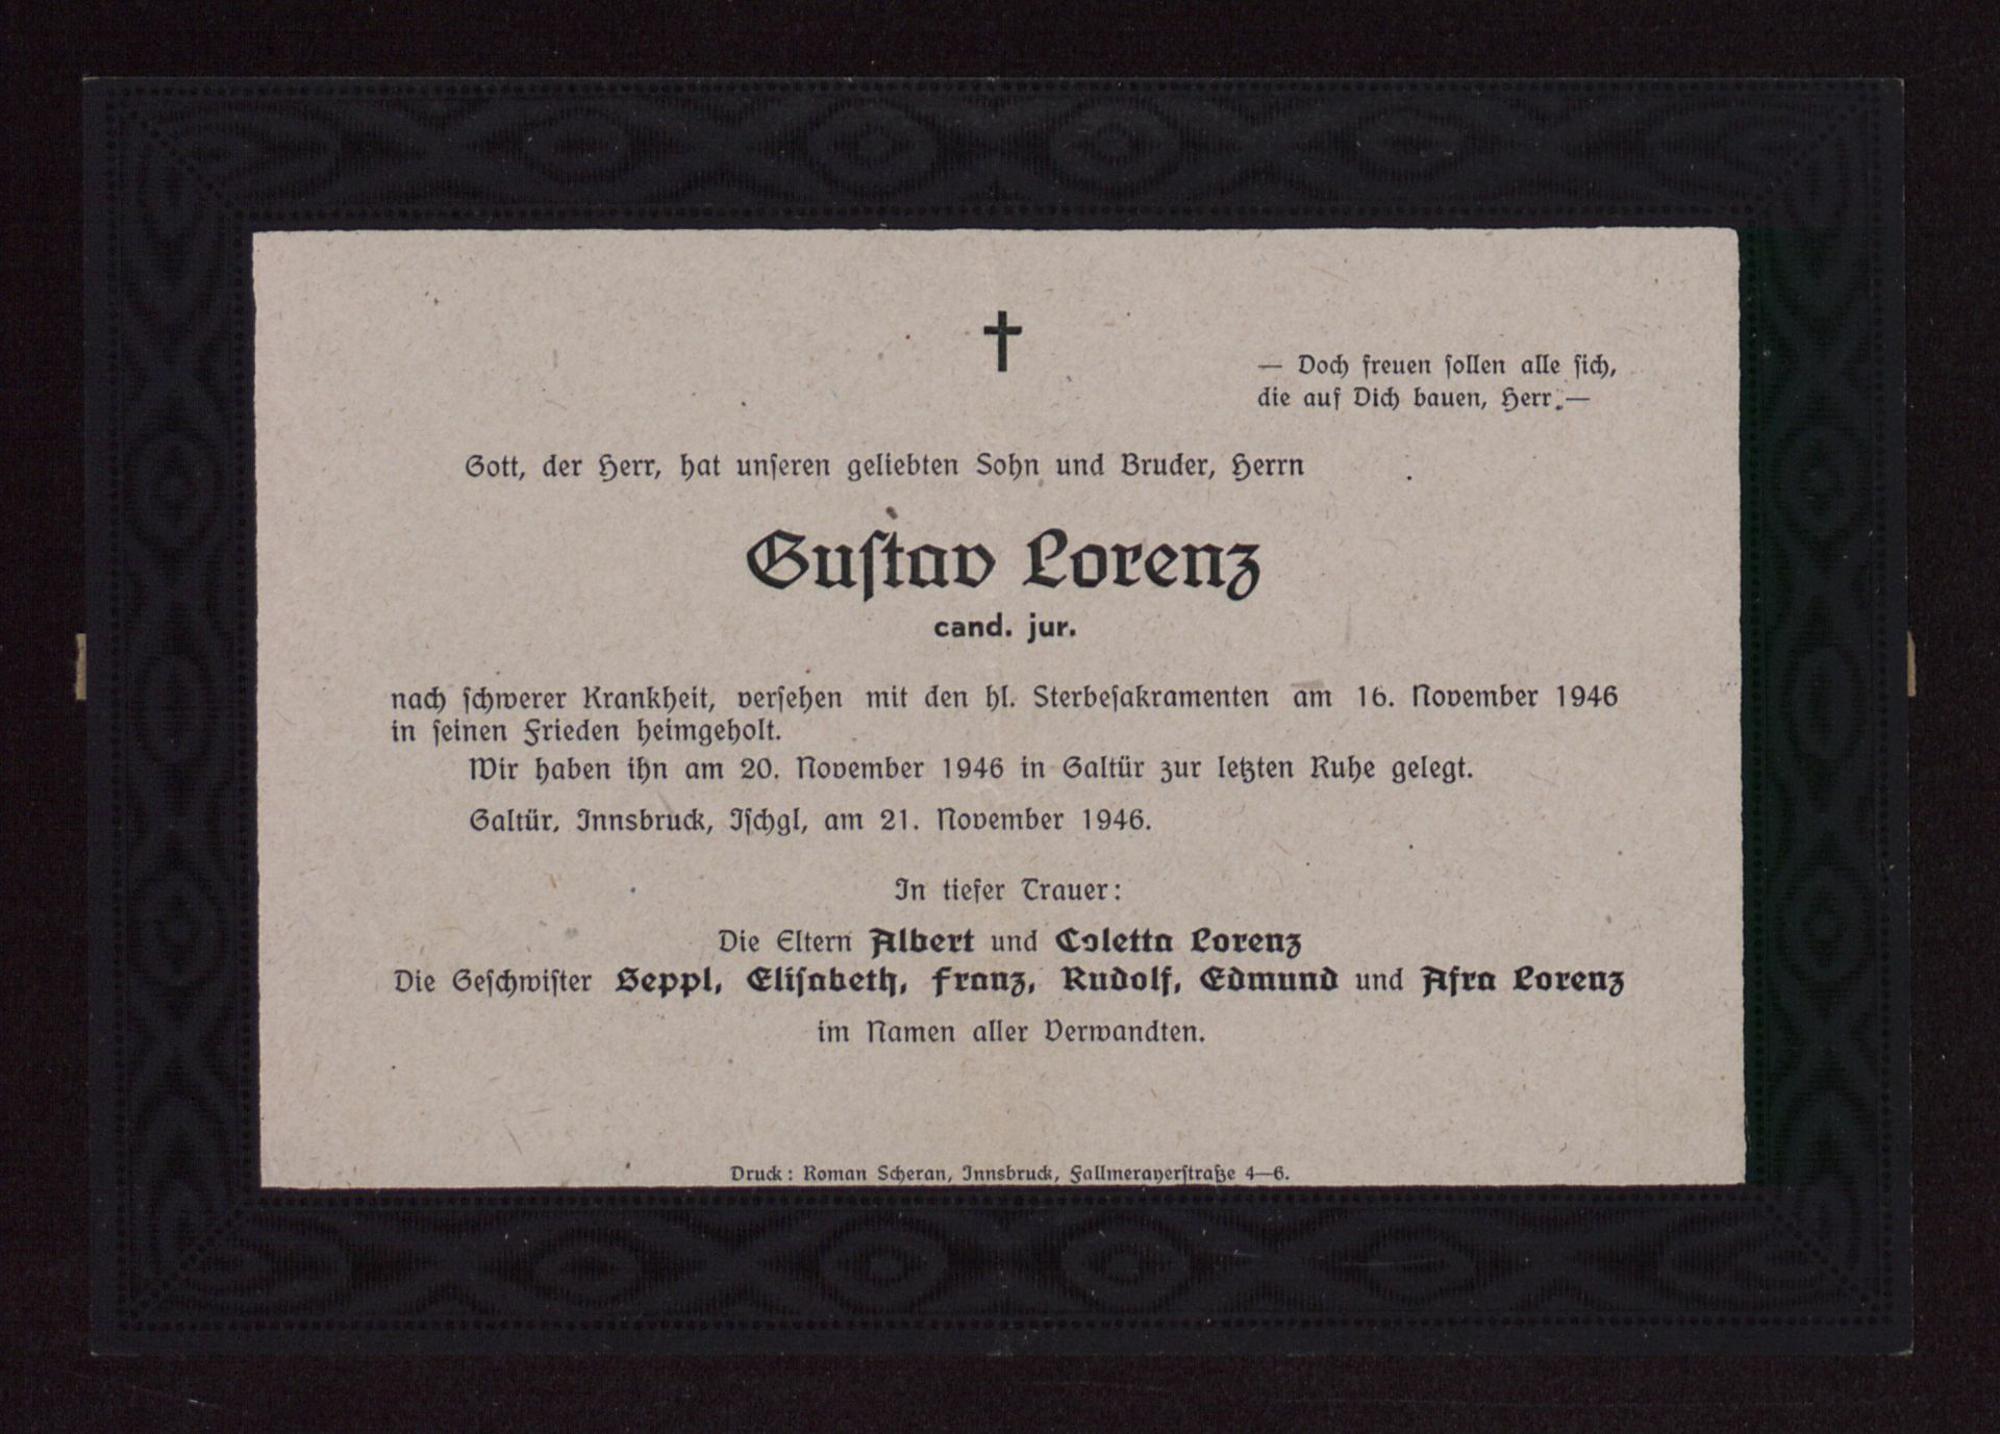 — Doch freuen sollen alle sich,
die auf Dich bauen, Herr.—
Gott, der Herr, hat unseren geliebten Sohn und Bruder, Herrn
Gustav Lorenz
cand. jur.
nach schwerer Krankheit, versehen mit den hl. Sterbesakramenten am 16. November 1946
in seinen Frieden heimgeholt.
Wir haben ihn am 20. November 1946 in Galtür zur letzten Ruhe gelegt.
Galtür, Innsbruck, Ischgl, am 21. November 1946.
In tiefer Trauer:
Die Eltern Albert und Coletta Lorenz
Die Geschwister Seppl, Elisabeth, Franz, Rudolf, Edmund und Afra Lorenz
im Namen aller Verwandten.
Druck: Roman Scheran, Innsbruck, Fallmerayerstraße 4—6.